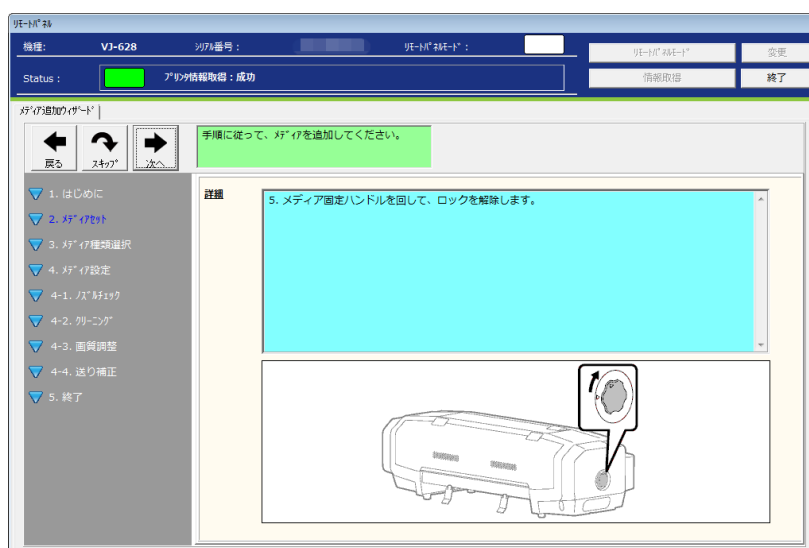 ﾘﾓｰﾄﾊﾟﾈﾙ
機種: VJ-628 ｼﾘｱﾙ番号: ﾘﾓｰﾄﾊﾟﾈﾙﾓｰﾄﾞ: ﾘﾓｰﾄﾊﾟﾈﾙﾓｰﾄﾞ 変更
Status : ﾌﾟﾘﾝﾀ情報取得：成功 情報取得 終了
ﾒﾃﾞｨｱ追加ｳｨｻﾞｰﾄﾞ
戻る ｽｷｯﾌﾟ 次へ 手順に従って、ﾒﾃﾞｨｱを追加してください。
1. はじめに
2. ﾒﾃﾞｨｱｾｯﾄ
3. ﾒﾃﾞｨｱ種類選択
4. ﾒﾃﾞｨｱ設定
4-1. ﾉｽﾞﾙﾁｪｯｸ
4-2. ｸﾘｰﾆﾝｸﾞ
4-3. 画質調整
4-4. 送り補正
5. 終了
詳細
5. メディア固定ハンドルを回して、ロックを解除します。